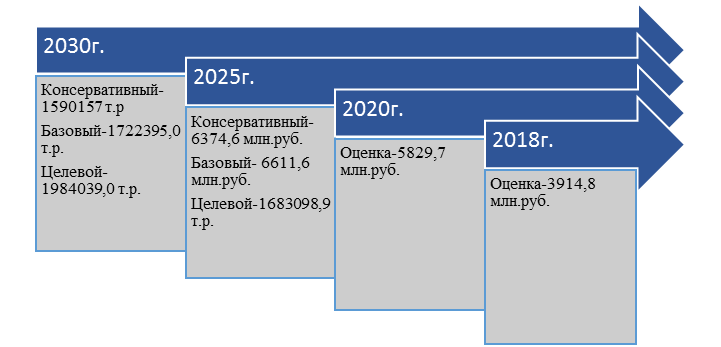 2030г.
Консервативный-
1590157 т.р
Базовый-1722395,0
т.р.
Целевой-
1984039,0 т.р.
2025г.
Консервативный-
6374,6 млн.руб.
Базовый- 6611,6
млн.руб.
Целевой-1683098,9
т.р.
2020г.
Оценка-5829,7
млн.руб.
2018г.
Оценка-3914,8
млн.руб.